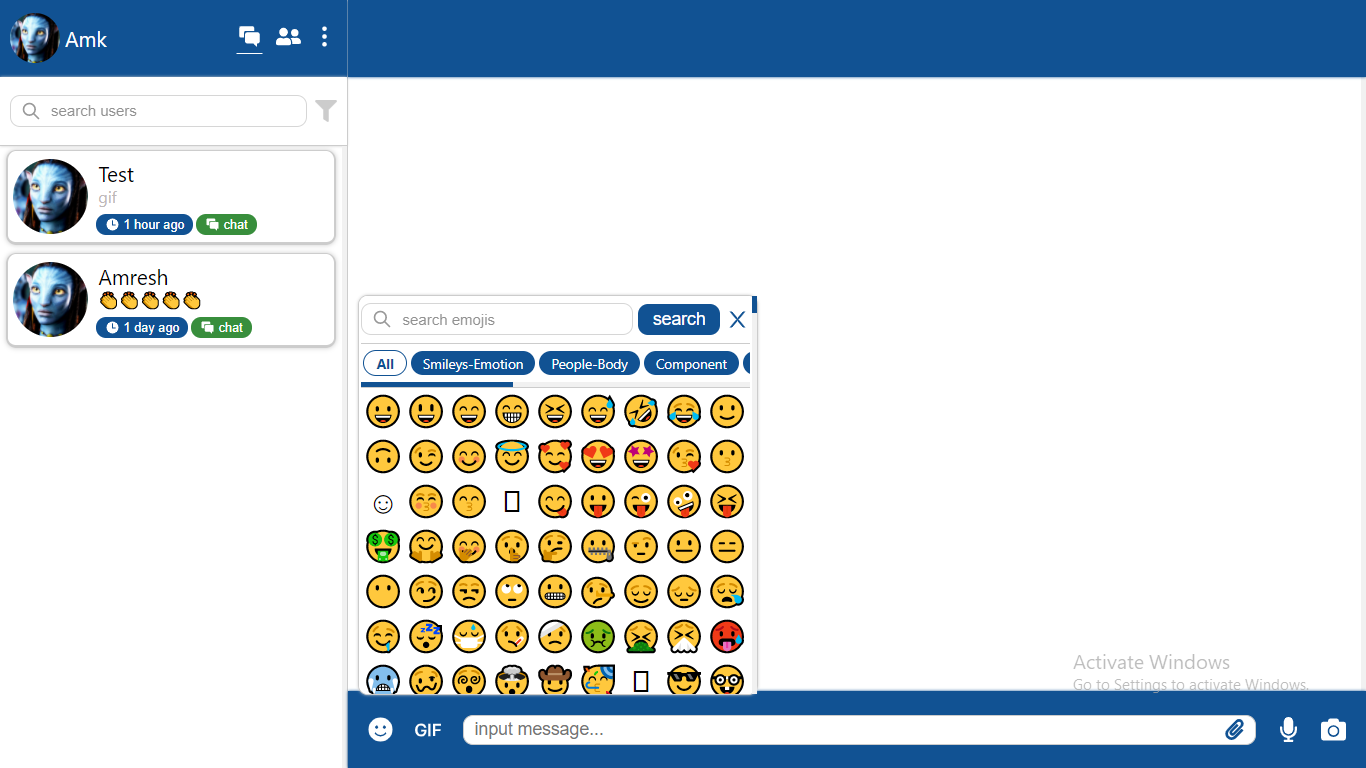 Amk
search users
Test
gif
1 hour ago
chat
Amresh
👏👏👏👏👏
1 day ago
chat
search emojis
search
X
All
Smileys-Emotion
People-Body
Component
Activate Windows
Go to Settings to activate Windows.
GIF
input message...